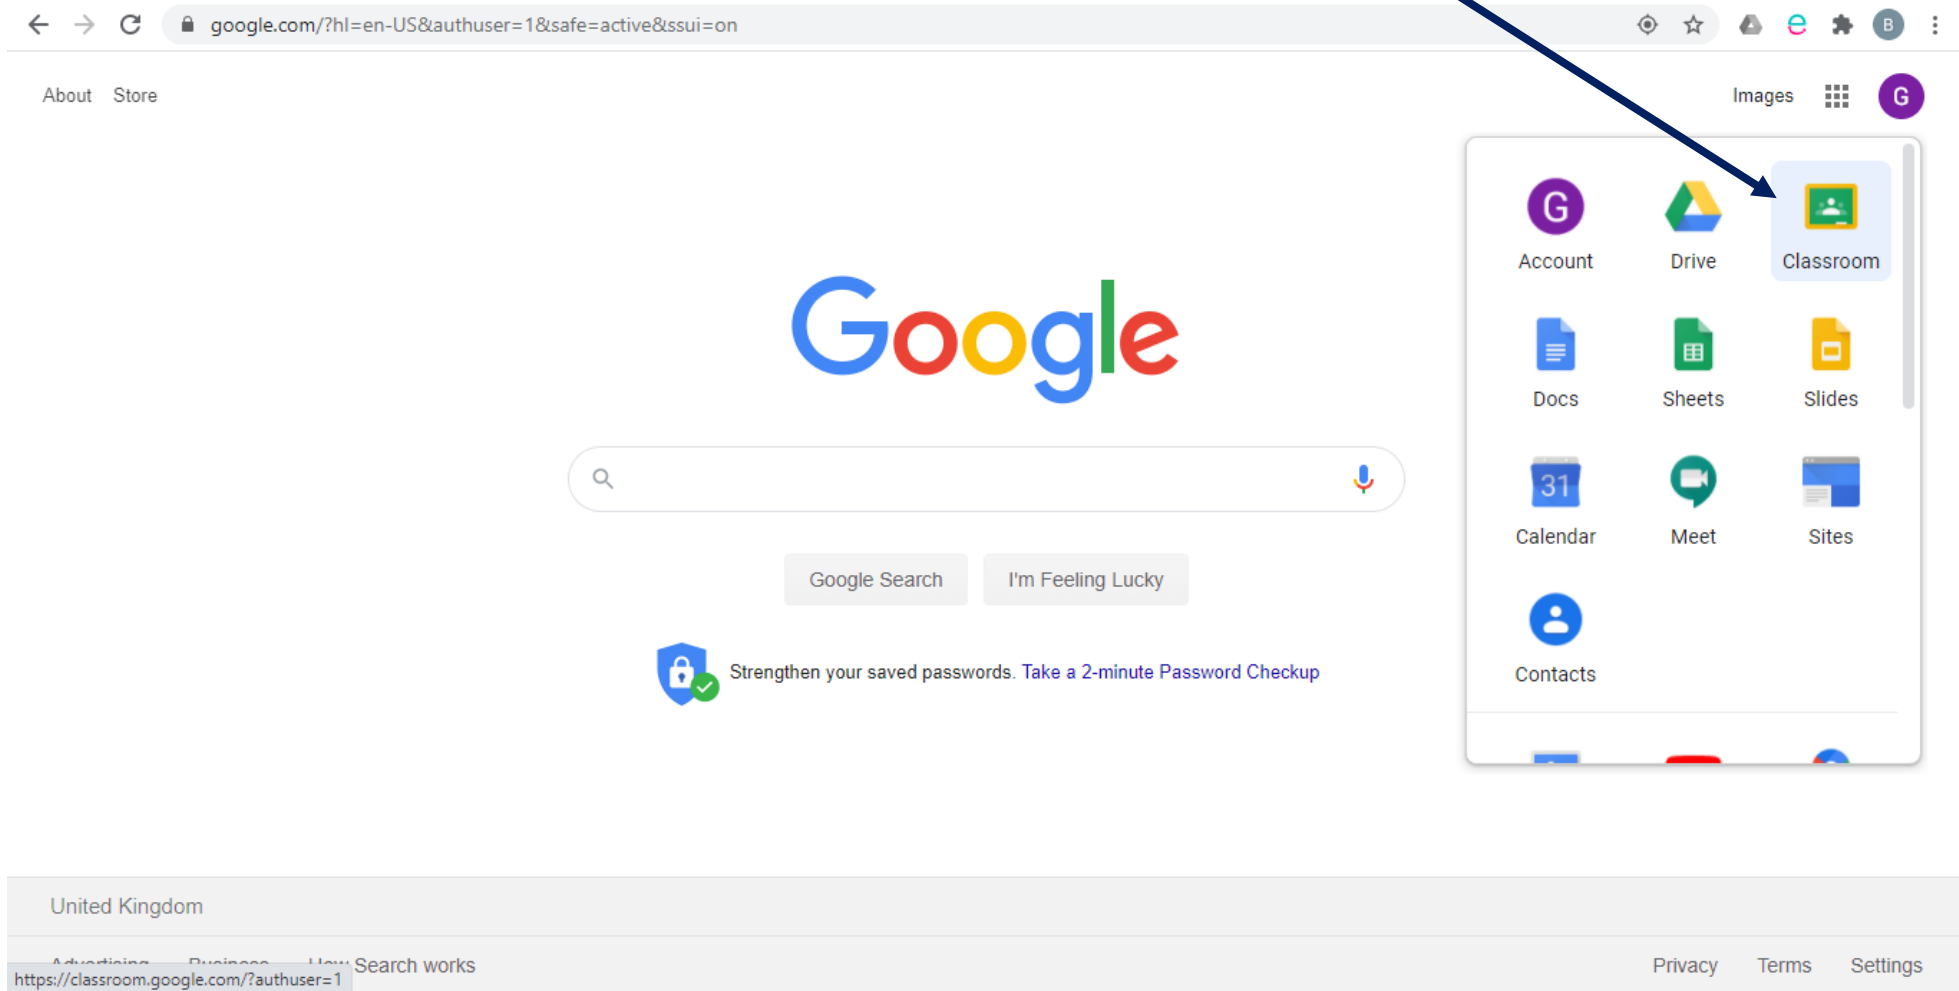 google.com/?hl=en-US&authuser=1&safe=active&ssui=on
B
About Store
Images
G
G
Account Drive Classroom
Docs Sheets Slides
31
Calendar Meet Sites
Contacts
Google
Google Search I'm Feeling Lucky
Strengthen your saved passwords. Take a 2-minute Password Checkup
United Kingdom
Search works
Privacy Terms Settings
https://classroom.google.com/?authuser=1